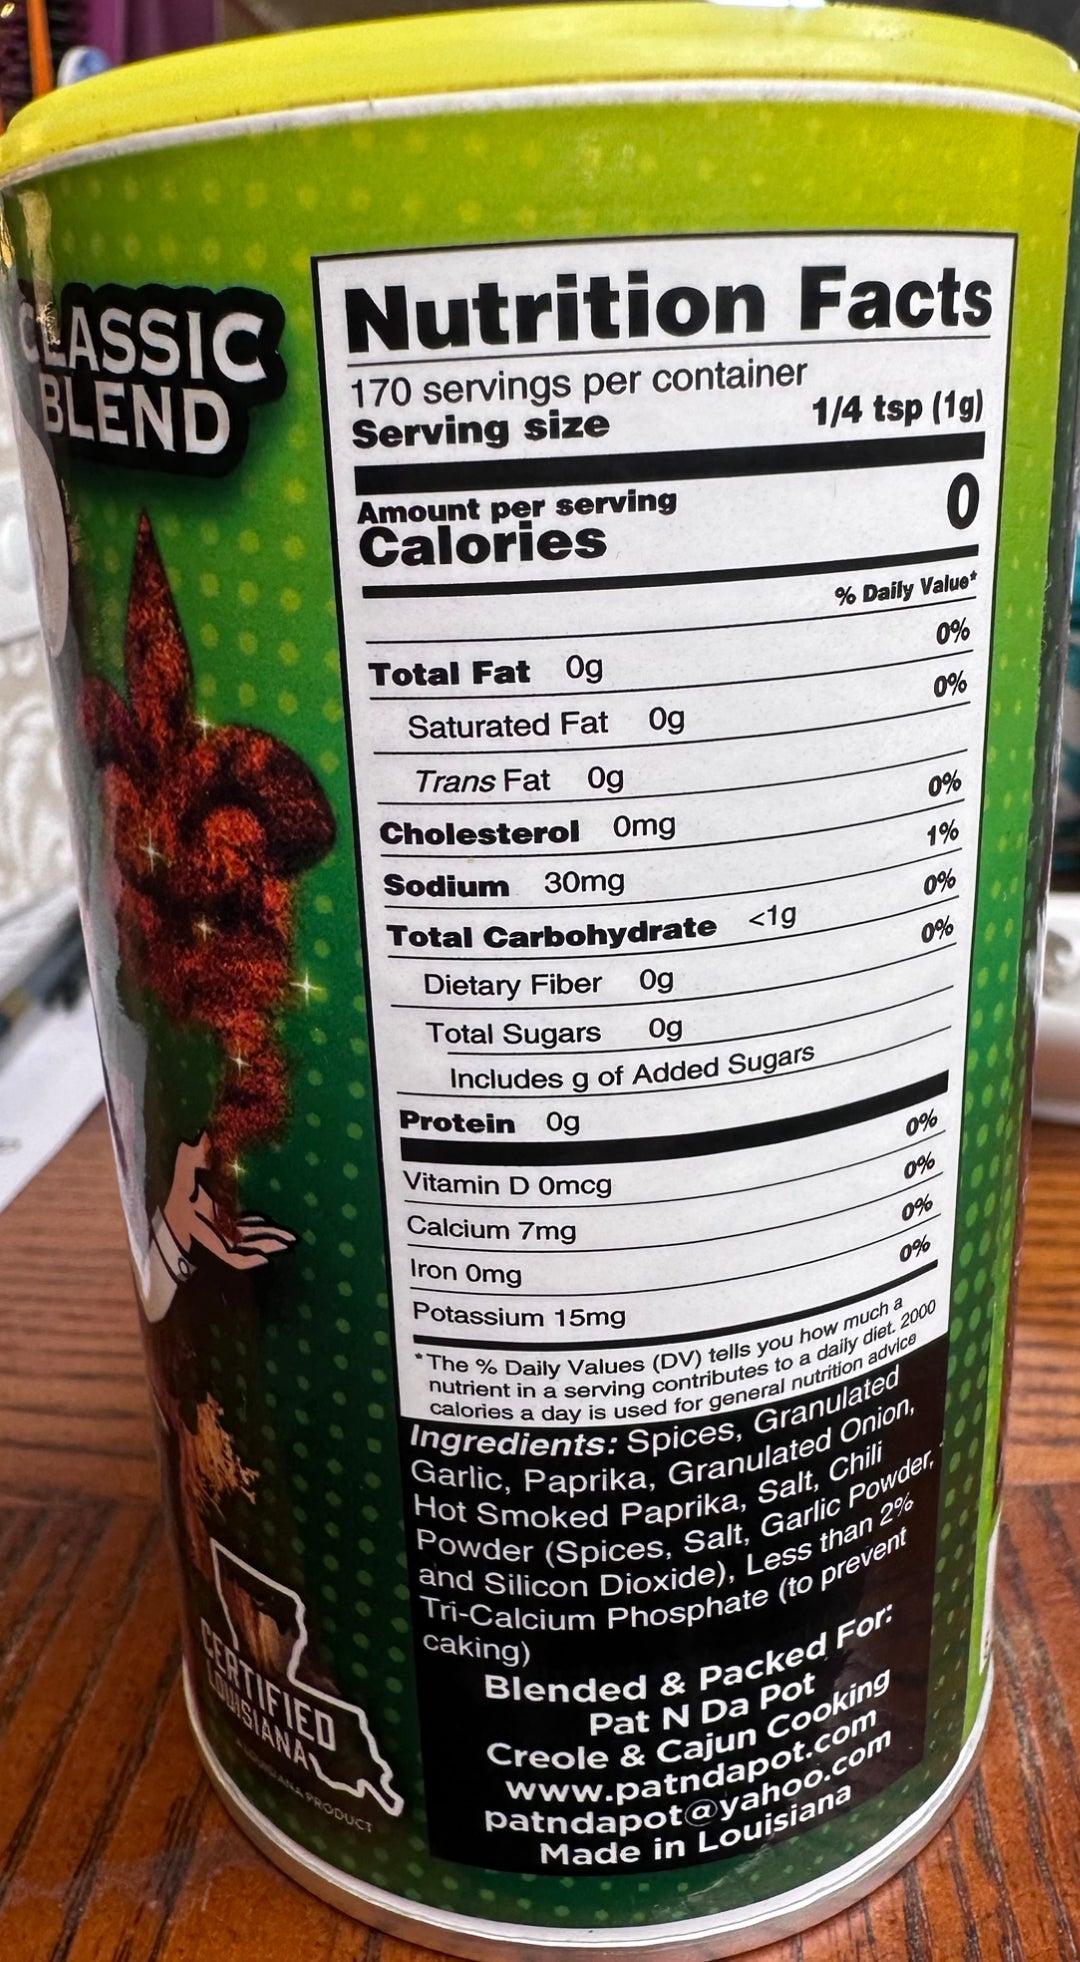 CLASSIC
BLEND
Nutrition Facts
170 servings per container
Serving size 1/4 tsp (1g)
Amount per serving
Calories 0
% Daily Value*
Total Fat 0g 0%
Saturated Fat 0g 0%
Trans Fat 0g
Cholesterol 0mg 0%
Sodium 30mg 1%
Total Carbohydrate <1g 0%
Dietary Fiber 0g 0%
Total Sugars 0g
Includes g of Added Sugars
Protein 0g
Vitamin D 0mcg 0%
Calcium 7mg 0%
Iron 0mg 0%
Potassium 15mg 0%
*The % Daily Values (DV) tells you how much a
nutrient in a serving contributes to a daily diet. 2000
calories a day is used for general nutrition advice
Ingredients: Spices, Granulated
Garlic, Paprika, Granulated Onion,
Hot Smoked Paprika, Salt, Chili
Powder (Spices, Salt, Garlic Powder,
and Silicon Dioxide), Less than 2%
Tri-Calcium Phosphate (to prevent
caking)
Blended & Packed For:
Pat N Da Pot
Creole & Cajun Cooking
www.patndapot.com
patndapot@yahoo.com
Made in Louisiana
CERTIFIED
LOUISIANA
A LOUISIANA PRODUCT